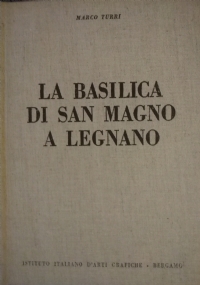 MARCO TURRI
LA BASILICA
DI SAN MAGNO
A LEGNANO
ISTITUTO ITALIANO D'ARTI GRAFICHE - BERGAMO